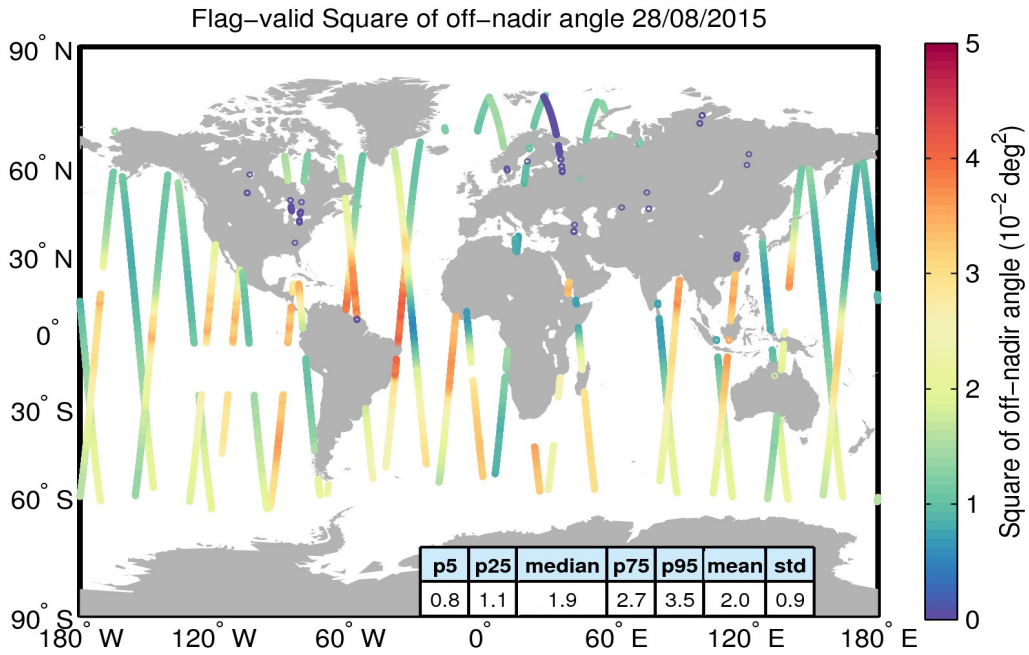 Flag−valid Square of off−nadir angle 28/08/2015
90° N
60° N
30° N
0°
30° S
60° S
90° S
180° W
120° W
60° W
0°
60° E
120° E
180° E
p5 p25 median p75 p95 mean std
0.8 1.1 1.9 2.7 3.5 2.0 0.9
5
4
3
2
1
0
Square of off−nadir angle (10⁻² deg²)